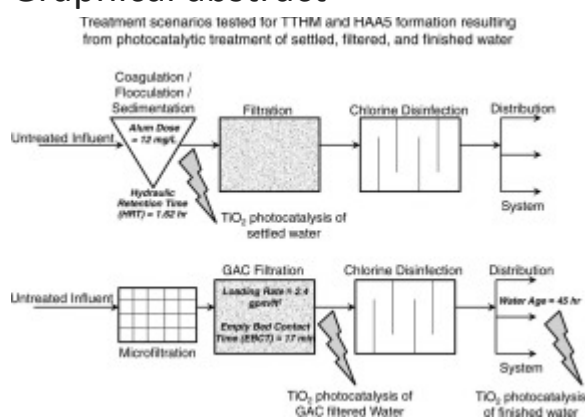 Graphical abstract
Treatment scenarios tested for TTHM and HAA5 formation resulting
from photocatalytic treatment of settled, filtered, and finished water
Coagulation /
Flocculation /
Sedimentation
Filtration
Chlorine Disinfection
Distribution
Untreated Influent
Alum Dose
= 12 mg/L
Hydraulic
Retention Time
(HRT) = 1.62 hr
System
TiO₂ photocatalysis of
settled water
GAC Filtration
Chlorine Disinfection
Distribution
Untreated Influent
Loading Rate = 2.4
gpm/ft²
Empty Bed Contact
Time (EBCT) = 17 min
Water Age = 45 hr
Microfiltration
System
TiO₂ photocatalysis of
GAC filtered Water
TiO₂ photocatalysis
of finished water